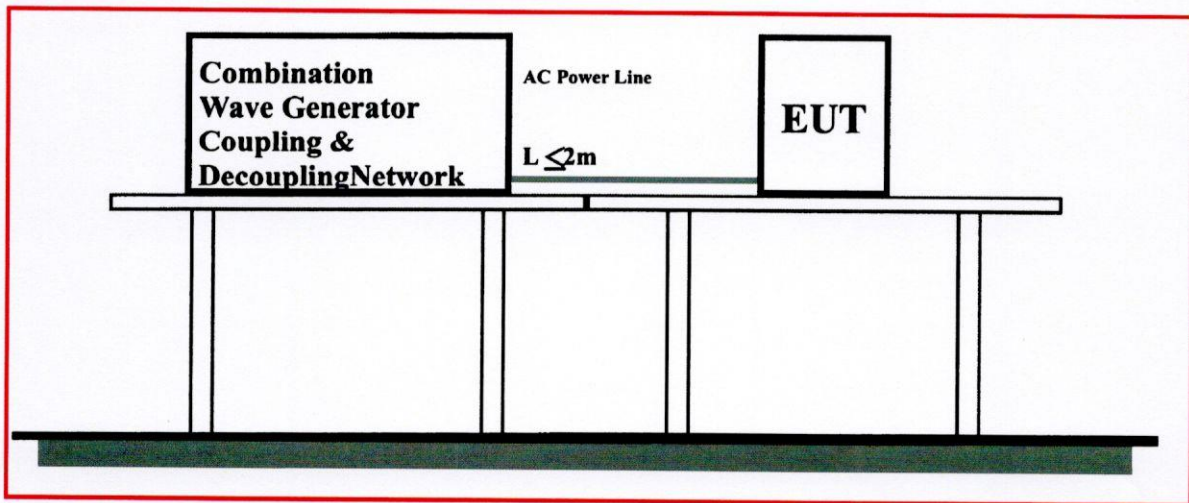 Combination
Wave Generator
Coupling &
DecouplingNetwork
AC Power Line
L ≤2m
EUT